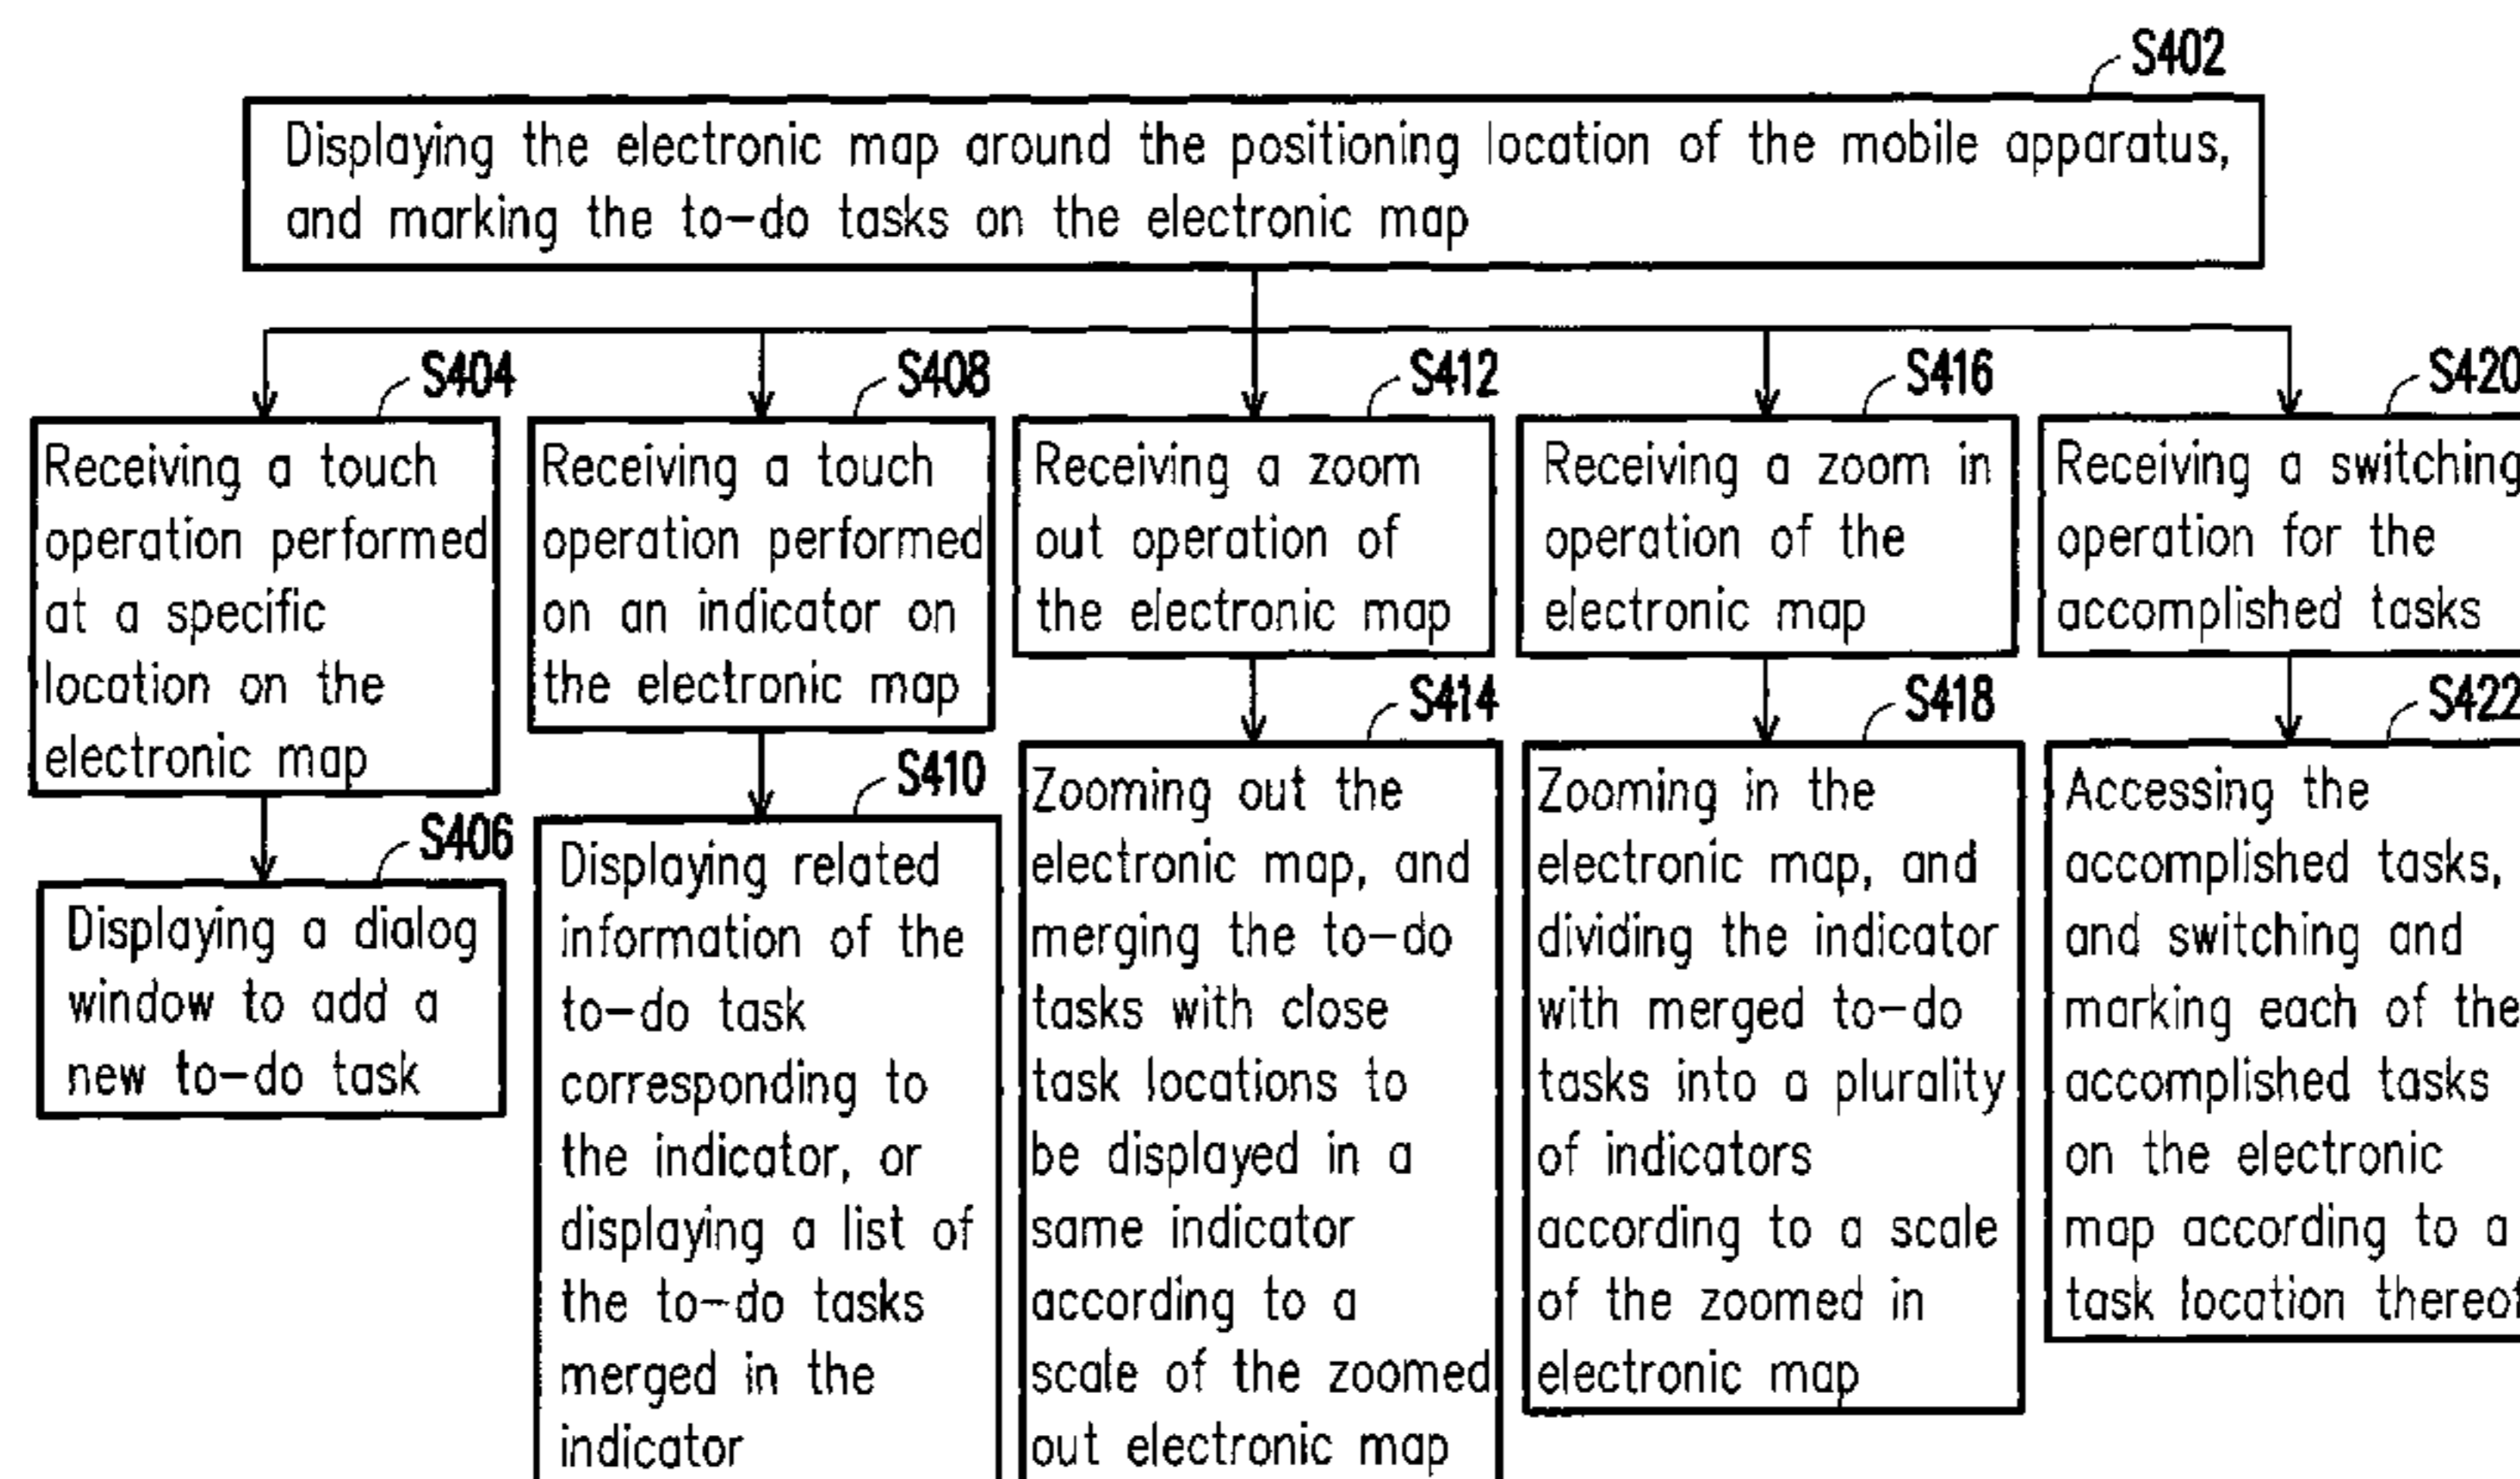 S402
Displaying the electronic map around the positioning location of the mobile apparatus,
and marking the to-do tasks on the electronic map
S404
Receiving a touch
operation performed
at a specific
location on the
electronic map
S406
Displaying a dialog
window to add a
new to-do task
S408
Receiving a touch
operation performed
on an indicator on
the electronic map
S410
Displaying related
information of the
to-do task
corresponding to
the indicator, or
displaying a list of
the to-do tasks
merged in the
indicator
S412
Receiving a zoom
out operation of
the electronic map
S414
Zooming out the
electronic map, and
merging the to-do
tasks with close
task locations to
be displayed in a
same indicator
according to a
scale of the zoomed
out electronic map
S416
Receiving a zoom in
operation of the
electronic map
S418
Zooming in the
electronic map, and
dividing the indicator
with merged to-do
tasks into a plurality
of indicators
according to a scale
of the zoomed in
electronic map
S420
Receiving a switching
operation for the
accomplished tasks
S422
Accessing the
accomplished tasks,
and switching and
marking each of the
accomplished tasks
on the electronic
map according to a
task location thereof